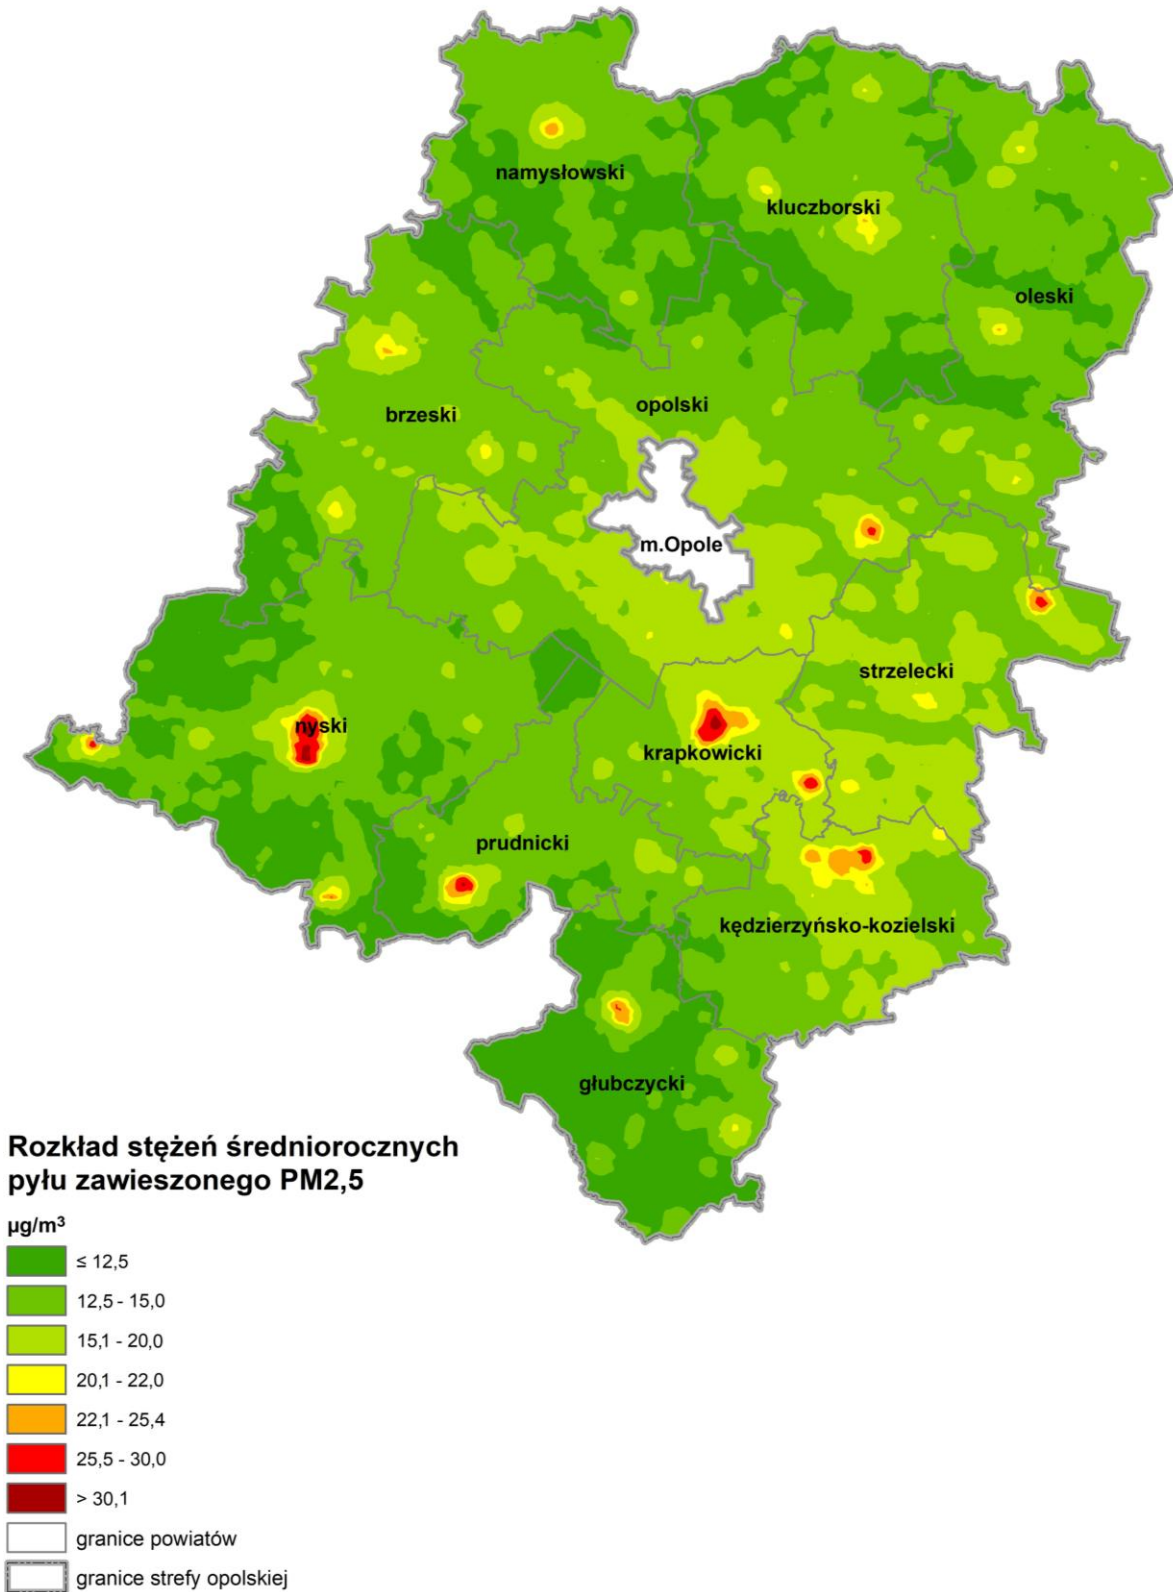 namysłowski
kluczborski
oleski
opolski
brzeski
m.Opole
strzelecki
nyski
krapkowicki
prudnicki
kędzierzyńsko-kozielski
głubczycki
Rozkład stężeń średniorocznych
pyłu zawieszonego PM2,5
µg/m³
≤ 12,5
12,5 - 15,0
15,1 - 20,0
20,1 - 22,0
22,1 - 25,4
25,5 - 30,0
> 30,1
granice powiatów
granice strefy opolskiej